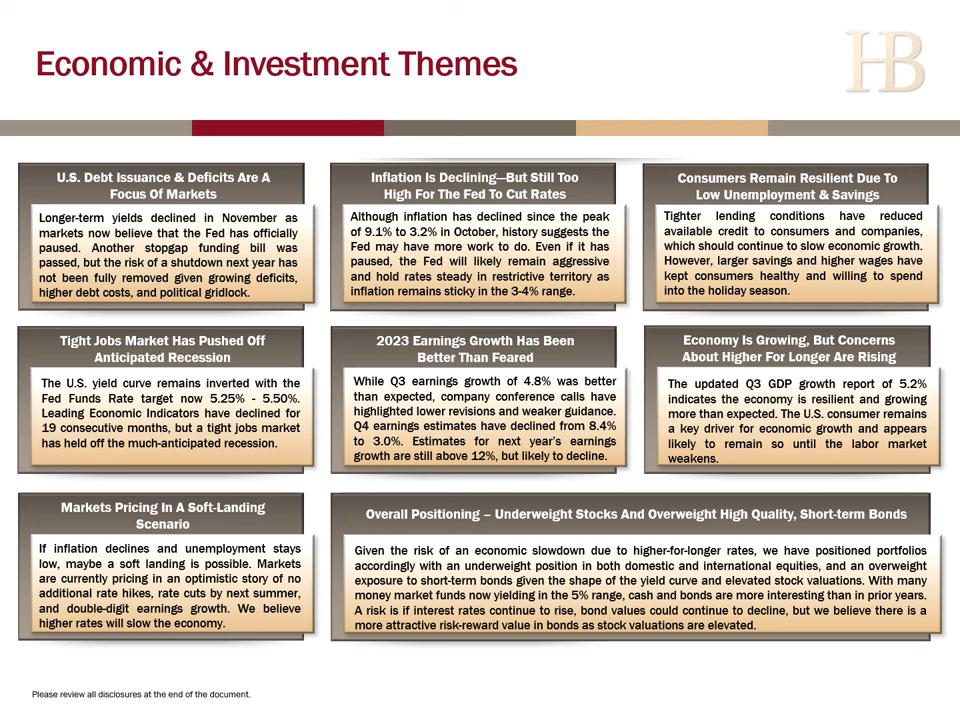 Economic & Investment Themes
HB
U.S. Debt Issuance & Deficits Are A
Focus Of Markets
Longer-term yields declined in November as
markets now believe that the Fed has officially
paused. Another stopgap funding bill was
passed, but the risk of a shutdown next year has
not been fully removed given growing deficits,
higher debt costs, and political gridlock.
Inflation Is Declining—But Still Too
High For The Fed To Cut Rates
Although inflation has declined since the peak
of 9.1% to 3.2% in October, history suggests the
Fed may have more work to do. Even if it has
paused, the Fed will likely remain aggressive
and hold rates steady in restrictive territory as
inflation remains sticky in the 3-4% range.
Consumers Remain Resilient Due To
Low Unemployment & Savings
Tighter lending conditions have reduced
available credit to consumers and companies,
which should continue to slow economic growth.
However, larger savings and higher wages have
kept consumers healthy and willing to spend
into the holiday season.
Tight Jobs Market Has Pushed Off
Anticipated Recession
The U.S. yield curve remains inverted with the
Fed Funds Rate target now 5.25% - 5.50%.
Leading Economic Indicators have declined for
19 consecutive months, but a tight jobs market
has held off the much-anticipated recession.
2023 Earnings Growth Has Been
Better Than Feared
While Q3 earnings growth of 4.8% was better
than expected, company conference calls have
highlighted lower revisions and weaker guidance.
Q4 earnings estimates have declined from 8.4%
to 3.0%. Estimates for next year's earnings
growth are still above 12%, but likely to decline.
Economy Is Growing, But Concerns
About Higher For Longer Are Rising
The updated Q3 GDP growth report of 5.2%
indicates the economy is resilient and growing
more than expected. The U.S. consumer remains
a key driver for economic growth and appears
likely to remain so until the labor market
weakens.
Markets Pricing In A Soft-Landing
Scenario
If inflation declines and unemployment stays
low, maybe a soft landing is possible. Markets
are currently pricing in an optimistic story of no
additional rate hikes, rate cuts by next summer,
and double-digit earnings growth. We believe
higher rates will slow the economy.
Overall Positioning – Underweight Stocks And Overweight High Quality, Short-term Bonds
Given the risk of an economic slowdown due to higher-for-longer rates, we have positioned portfolios
accordingly with an underweight position in both domestic and international equities, and an overweight
exposure to short-term bonds given the shape of the yield curve and elevated stock valuations. With many
money market funds now yielding in the 5% range, cash and bonds are more interesting than in prior years.
A risk is if interest rates continue to rise, bond values could continue to decline, but we believe there is a
more attractive risk-reward value in bonds as stock valuations are elevated.
Please review all disclosures at the end of the document.